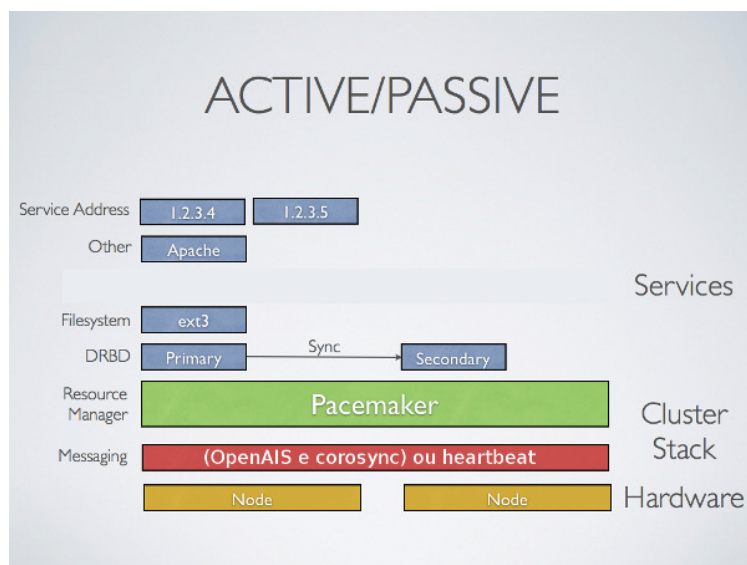 ACTIVE/PASSIVE
Service Address 1.2.3.4 1.2.3.5
Other Apache
Services
Filesystem ext3
DRBD Primary Sync Secondary
Resource
Manager
Pacemaker
Cluster
Stack
Messaging (OpenAIS e corosync) ou heartbeat
Node Node Hardware